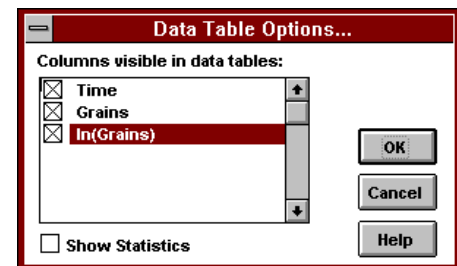 Data Table Options...
Columns visible in data tables:
Time
Grains
ln(Grains)
OK
Cancel
Show Statistics
Help